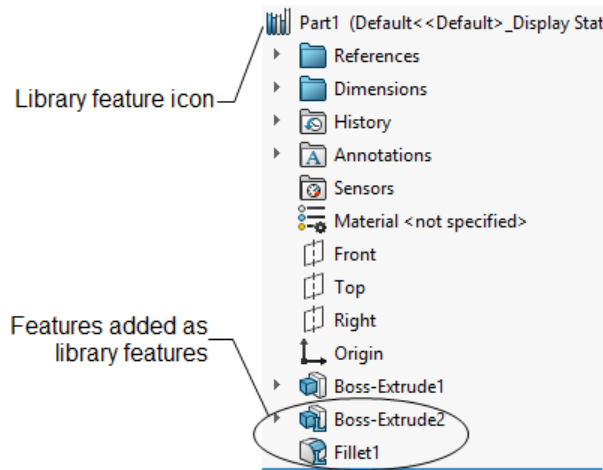 Part1 (Default<<Default>_Display Stat
References
Library feature icon
Dimensions
History
Annotations
Sensors
Material <not specified>
Front
Top
Right
Features added as
library features
Origin
Boss-Extrude1
Boss-Extrude2
Fillet1